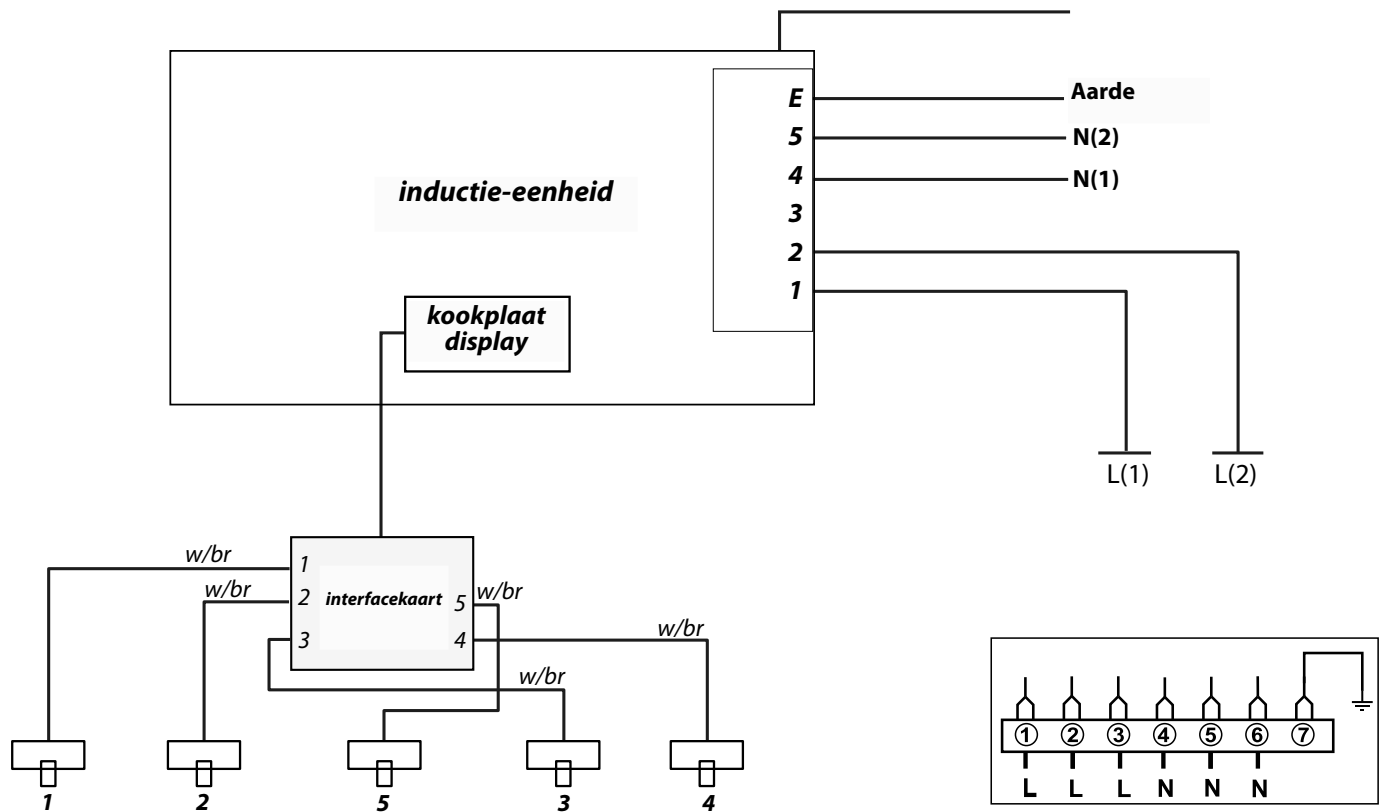 E
Aarde
5
N(2)
4
N(1)
3
2
1
inductie-eenheid
kookplaat
display
L(1)
L(2)
w/br
w/br
w/br
w/br
w/br
1
2
3
interfacekaart
5
4
1
2
5
3
4
1 2 3 4 5 6 7
L L L N N N